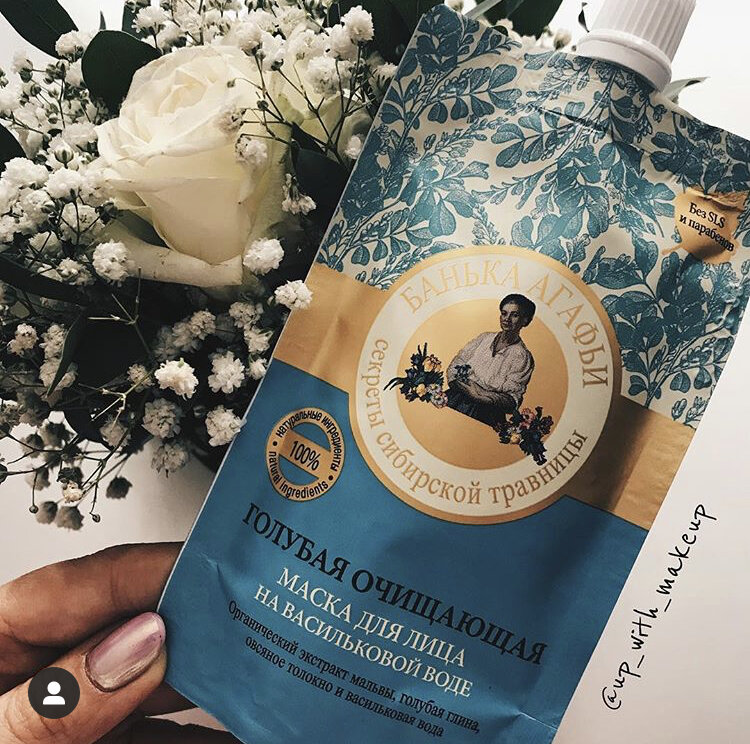 Без SLS
и парабенов
БАНЬКА АГАФЬИ
секреты сибирской травницы
натуральные ингредиенты
100%
natural ingredients
ГОЛУБАЯ ОЧИЩАЮЩАЯ
МАСКА ДЛЯ ЛИЦА
НА ВАСИЛЬКОВОЙ ВОДЕ
Органический экстракт мальвы, голубая глина,
овсяное толокно и васильковая вода
@up_with_makeup